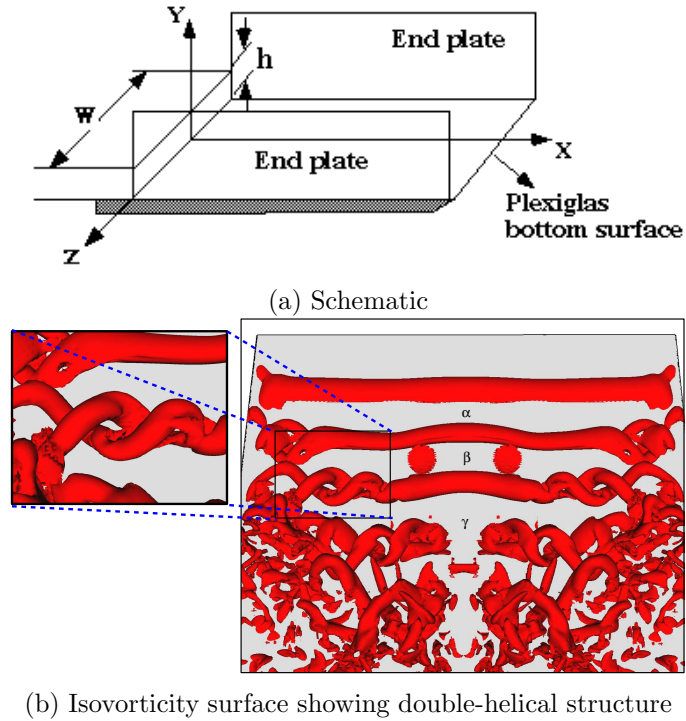 Y
End plate
h
W
X
End plate
Plexiglas
bottom surface
Z
(a) Schematic
α
β
γ
(b) Isovorticity surface showing double-helical structure